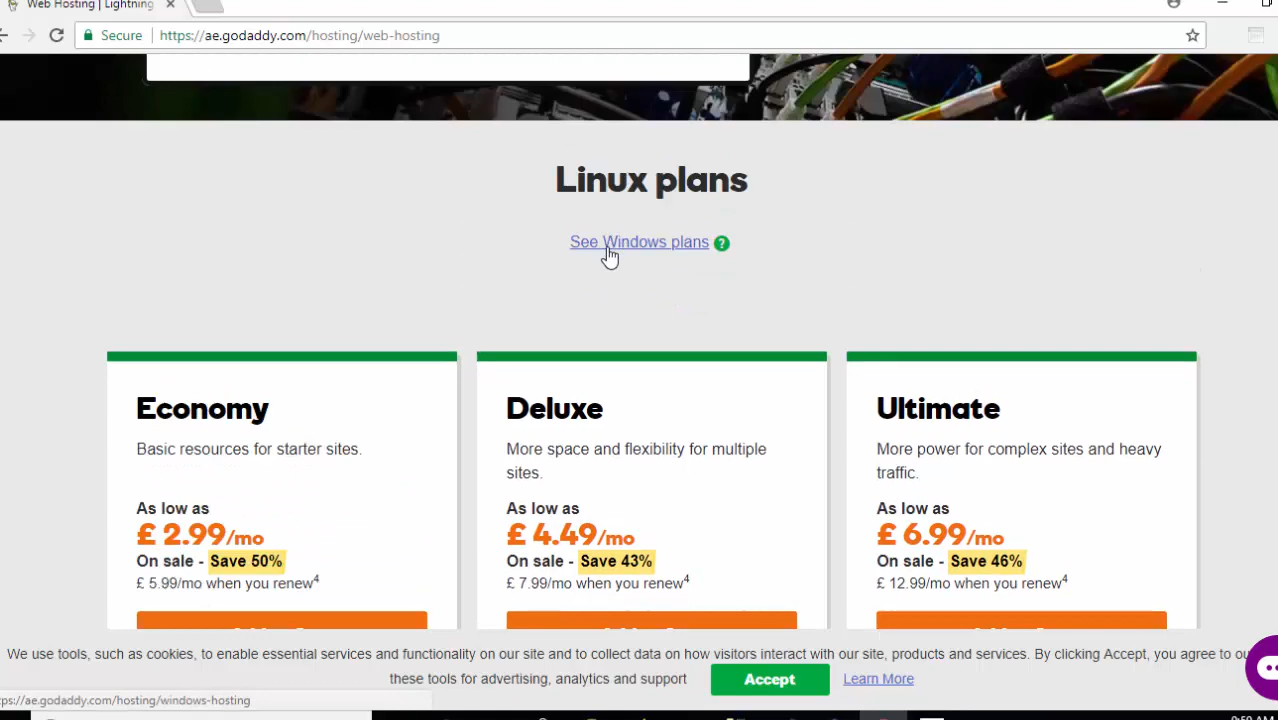 Web Hosting | Lightning
Secure https://ae.godaddy.com/hosting/web-hosting
Linux plans
See Windows plans ?
Economy
Basic resources for starter sites.
As low as
£ 2.99/mo
On sale - Save 50%
£ 5.99/mo when you renew4
Deluxe
More space and flexibility for multiple
sites.
As low as
£ 4.49/mo
On sale - Save 43%
£ 7.99/mo when you renew4
Ultimate
More power for complex sites and heavy
traffic.
As low as
£ 6.99/mo
On sale - Save 46%
£ 12.99/mo when you renew4
We use tools, such as cookies, to enable essential services and functionality on our site and to collect data on how visitors interact with our site, products and services. By clicking Accept, you agree to ou
these tools for advertising, analytics and support Accept Learn More
ps://ae.godaddy.com/hosting/windows-hosting